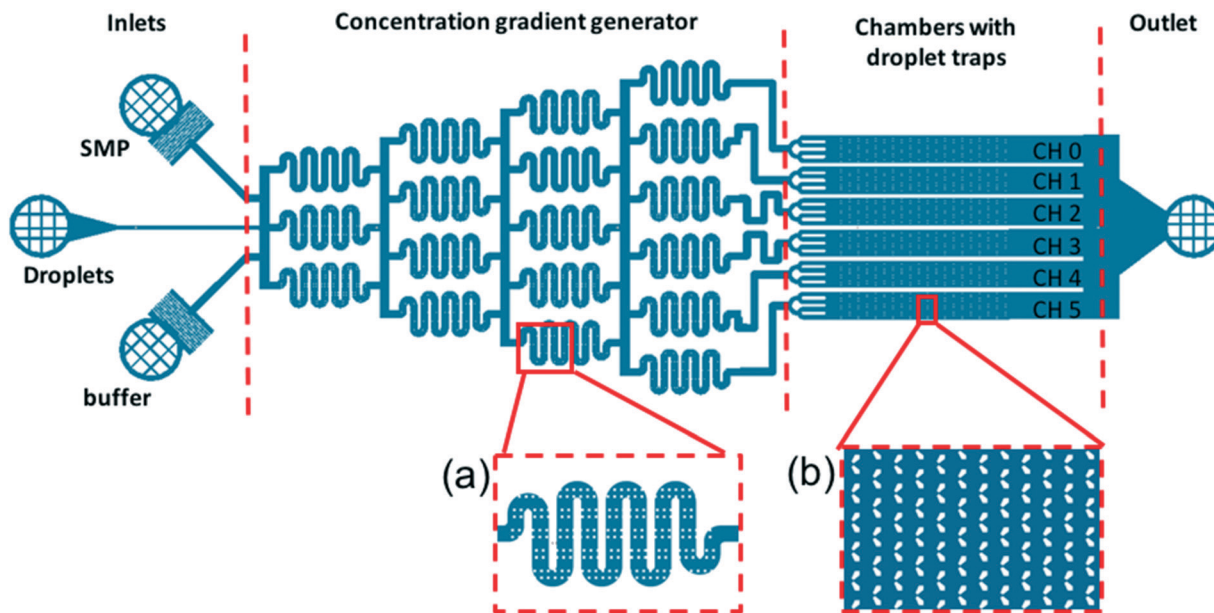 Inlets
Concentration gradient generator
Chambers with
droplet traps
Outlet
SMP
Droplets
buffer
CH 0
CH 1
CH 2
CH 3
CH 4
CH 5
(a)
(b)